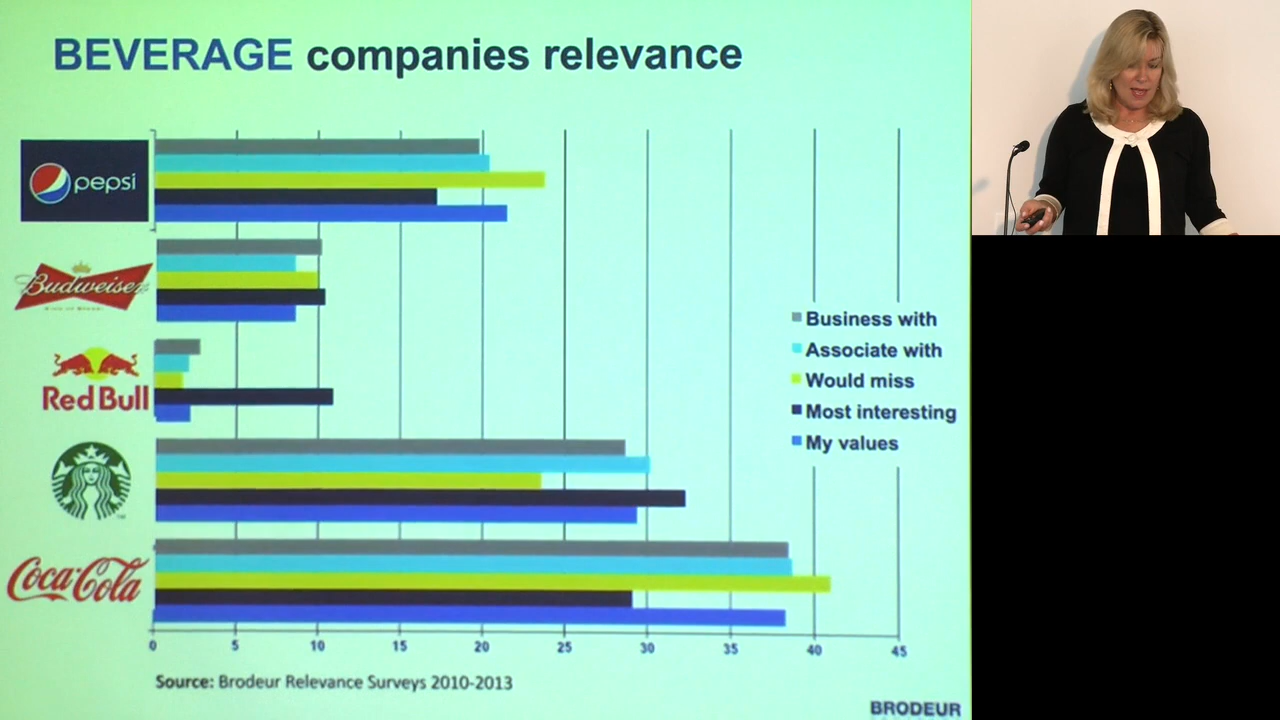 BEVERAGE companies relevance
pepsi
Budweiser
Red Bull
Coca-Cola
Business with
Associate with
Would miss
Most interesting
My values
0 5 10 15 20 25 30 35 40 45
Source: Brodeur Relevance Surveys 2010-2013
BRODEUR